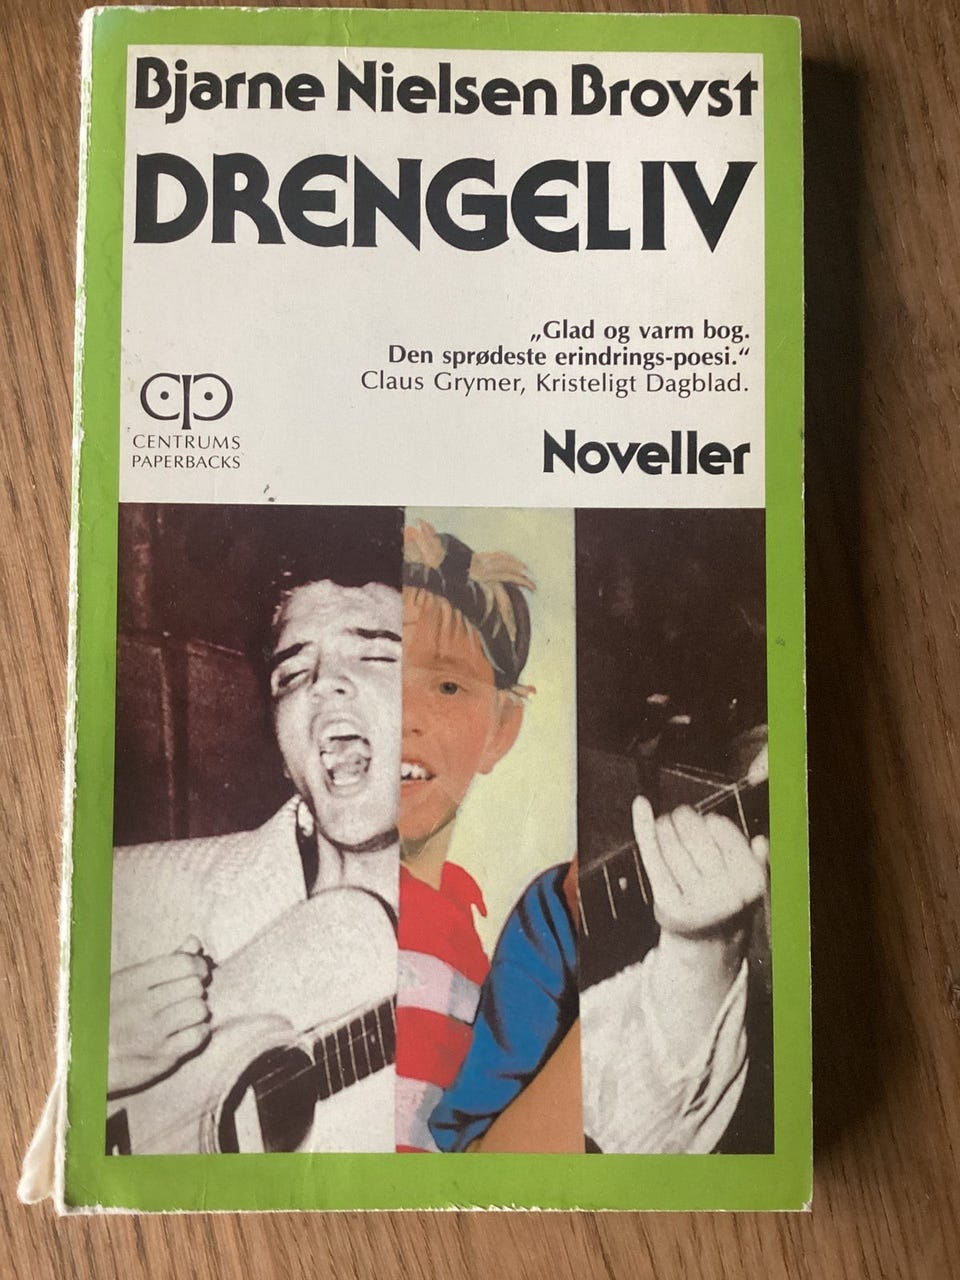 Bjarne Nielsen Brovst
DRENGELIV
„Glad og varm bog.
Den sprødeste erindrings-poesi.“
Claus Grymer, Kristeligt Dagblad.
cp
CENTRUMS
PAPERBACKS
Noveller